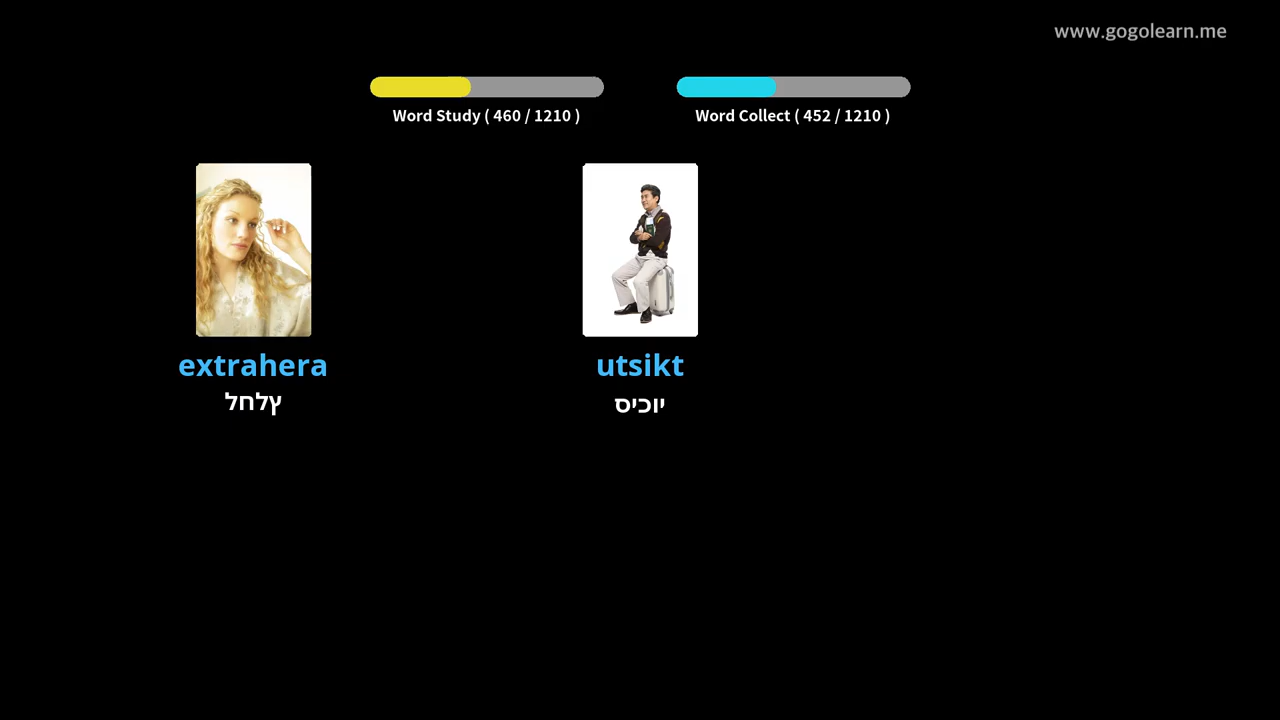 www.gogolearn.me
Word Study ( 460 / 1210 )
Word Collect ( 452 / 1210 )
extrahera
ץלחל
utsikt
יוכיס